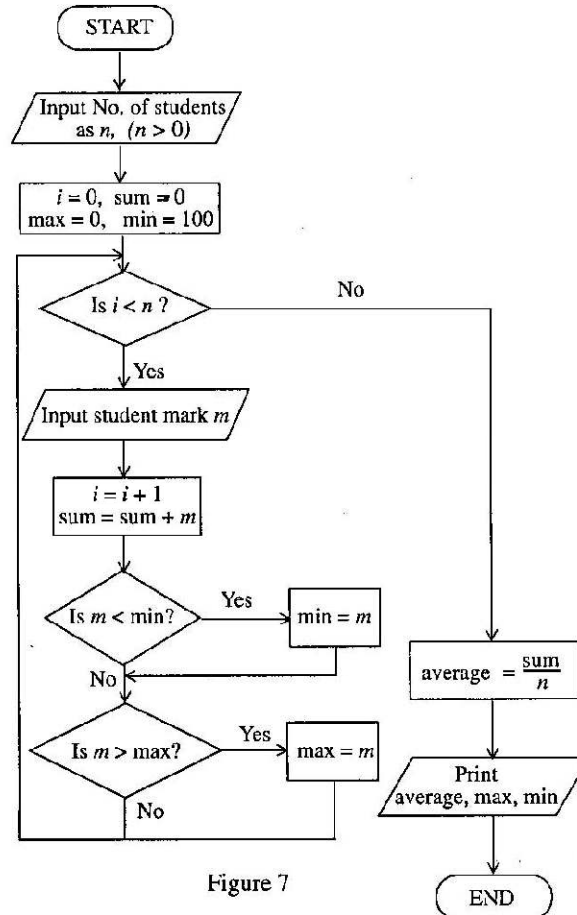 START
Input No. of students
as n, (n > 0)
i = 0, sum = 0
max = 0, min = 100
Is i < n ?
No
Yes
Input student mark m
i = i + 1
sum = sum + m
Is m < min?
Yes
min = m
No
Is m > max?
Yes
max = m
No
average = sum/n
Print
average, max, min
END
Figure 7